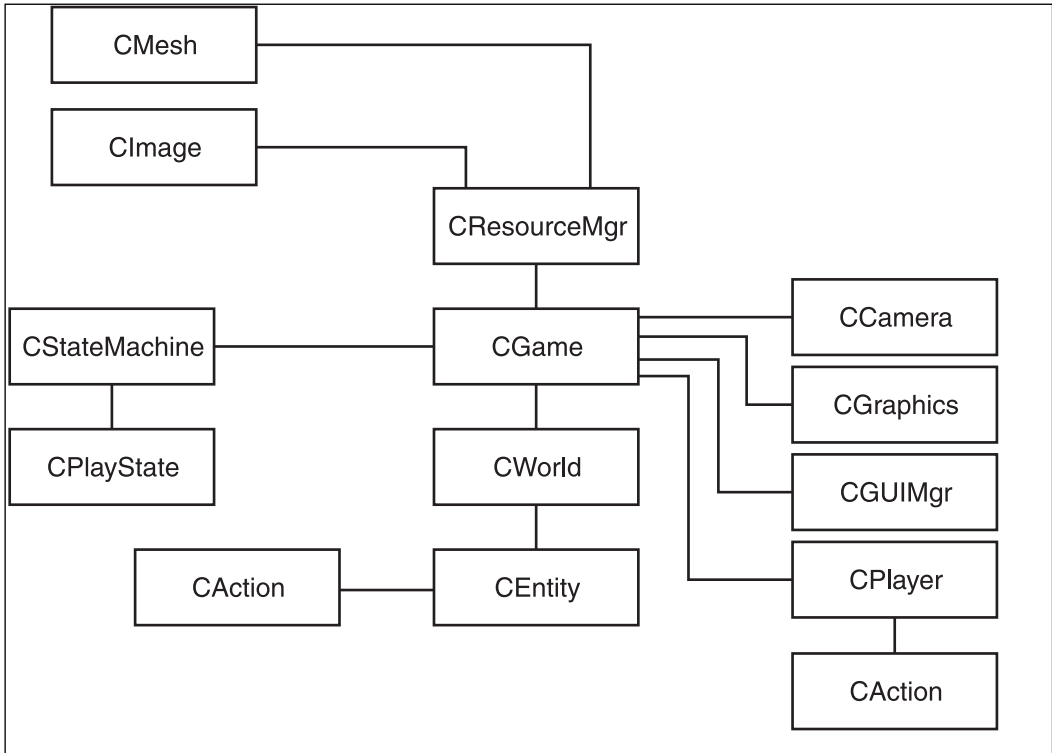 CMesh
CImage
CResourceMgr
CCamera
CStateMachine
CGame
CGraphics
CPlayState
CWorld
CGUIMgr
CAction
CEntity
CPlayer
CAction